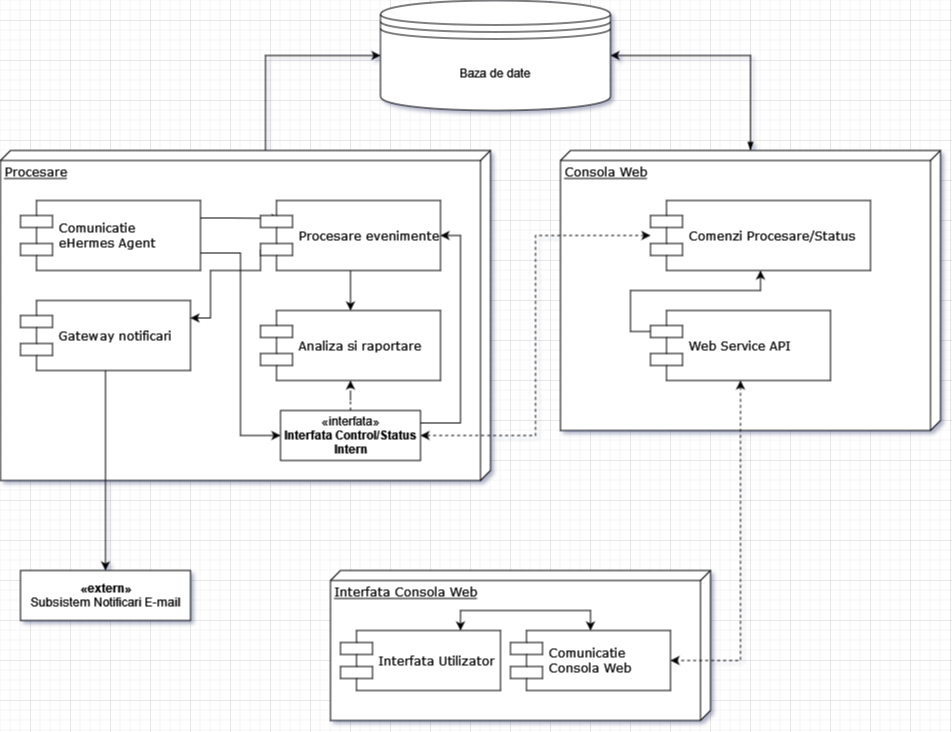 Baza de date
Procesare
Comunicatie
eHermes Agent
Procesare evenimente
Gateway notificari
Analiza si raportare
«interfata»
Interfata Control/Status
Intern
Consola Web
Comenzi Procesare/Status
Web Service API
«extern»
Subsistem Notificari E-mail
Interfata Consola Web
Interfata Utilizator
Comunicatie
Consola Web